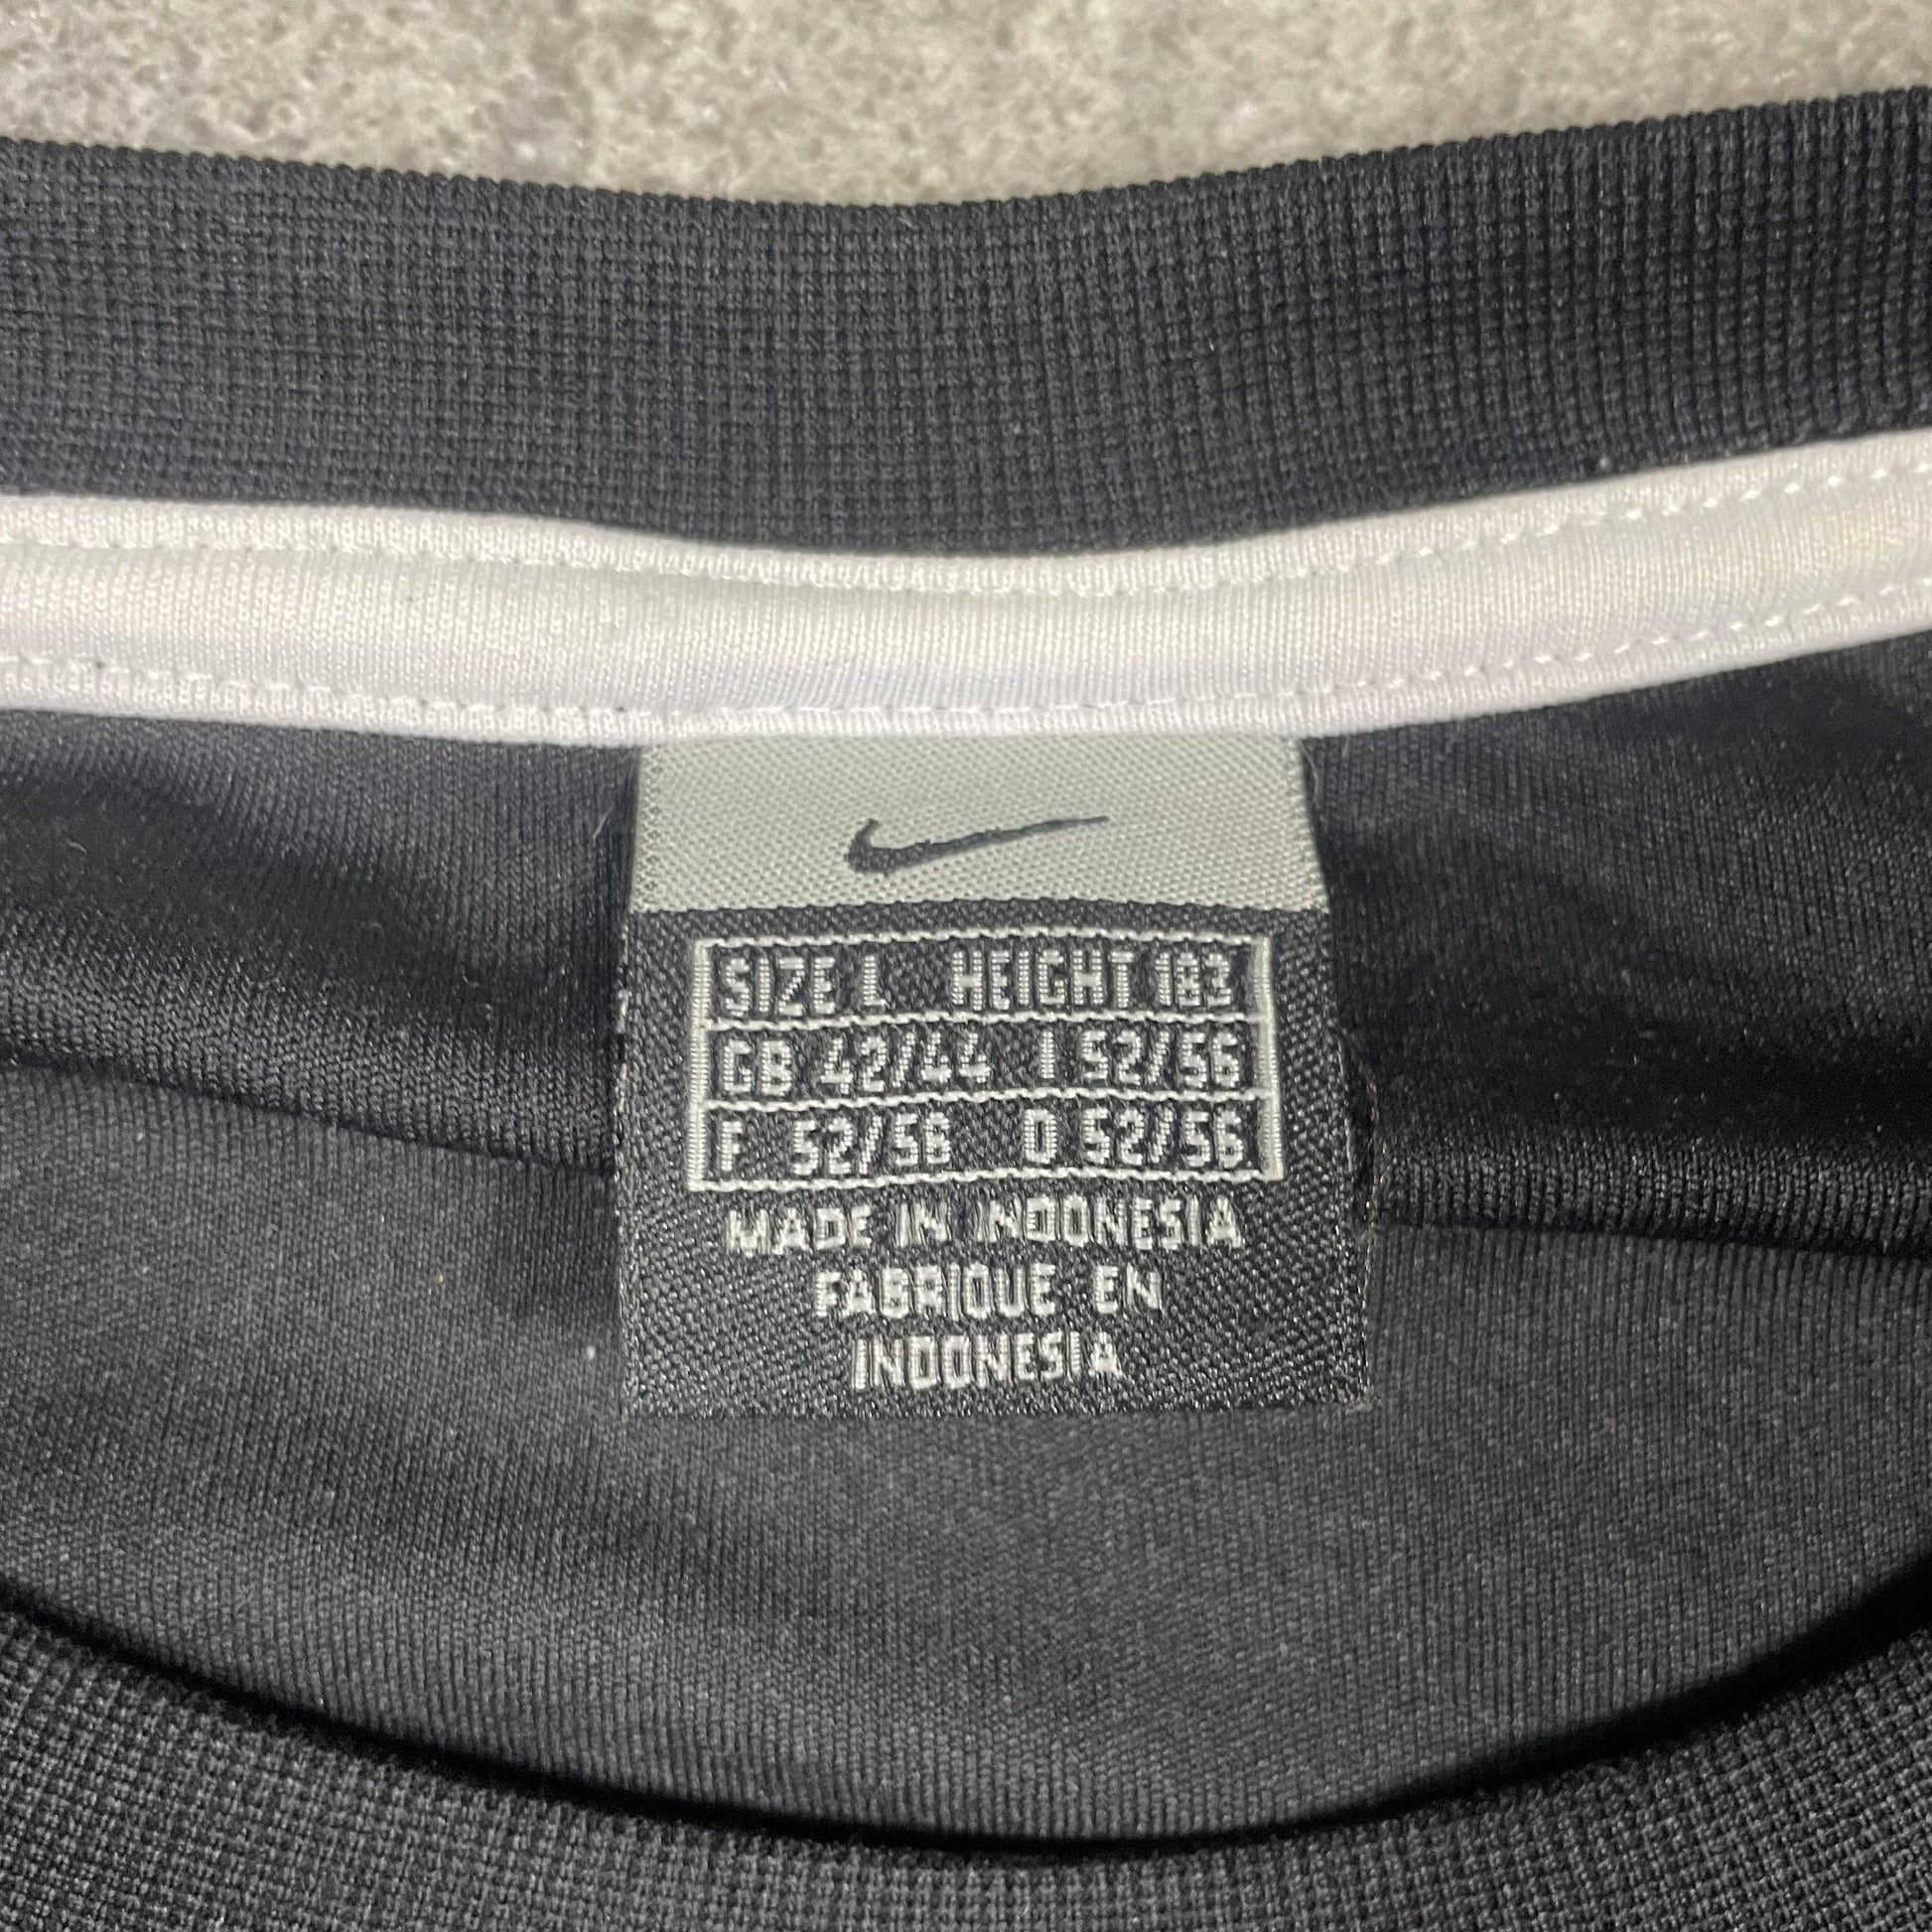 SIZE L HEIGHT 183
GB 42/44 I 52/56
F 52/56 D 52/56
MADE IN INDONESIA
FABRIQUE EN
INDONESIA